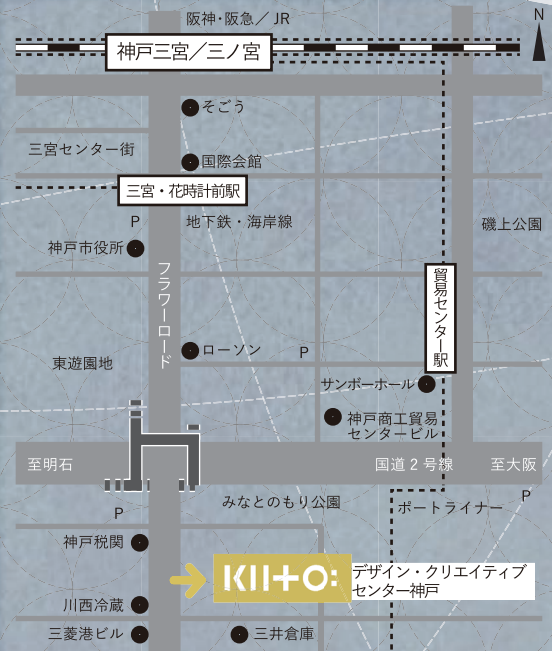 阪神・阪急／JR
N
神戸三宮／三ノ宮
そごう
三宮センター街
国際会館
三宮・花時計前駅
P
地下鉄・海岸線
磯上公園
神戸市役所
フラワーロード
貿易センター駅
ローソン
P
東遊園地
サンボーホール
神戸商工貿易
センタービル
至明石
国道2号線
至大阪
みなとのもり公園
P
ポートライナー
P
神戸税関
KIITO:
デザイン・クリエイティブ
センター神戸
川西冷蔵
三菱港ビル
三井倉庫